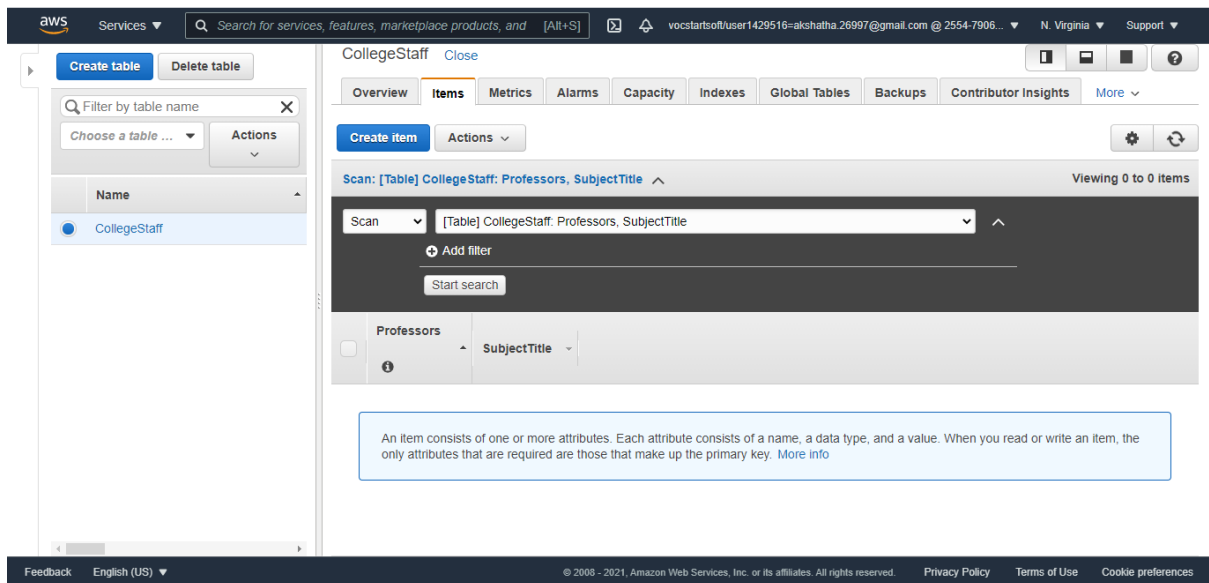 aws Services Search for services, features, marketplace products, and [Alt+S] vocstartsoft/user1429516=akshatha.26997@gmail.com @ 2554-7906... N. Virginia Support
Create table Delete table
Filter by table name
Choose a table ... Actions
Name
CollegeStaff
CollegeStaff Close
Overview Items Metrics Alarms Capacity Indexes Global Tables Backups Contributor Insights More
Create item Actions
Scan: [Table] CollegeStaff: Professors, SubjectTitle Viewing 0 to 0 items
Scan [Table] CollegeStaff: Professors, SubjectTitle
Add filter
Start search
Professors SubjectTitle
An item consists of one or more attributes. Each attribute consists of a name, a data type, and a value. When you read or write an item, the
only attributes that are required are those that make up the primary key. More info
Feedback English (US) © 2008 - 2021, Amazon Web Services, Inc. or its affiliates. All rights reserved. Privacy Policy Terms of Use Cookie preferences